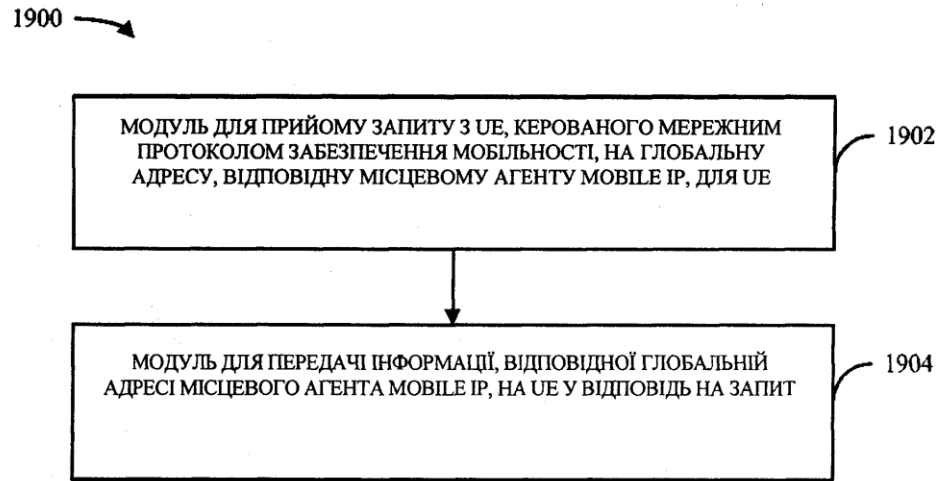 1900
МОДУЛЬ ДЛЯ ПРИЙОМУ ЗАПИТУ З UE, КЕРОВАНОГО МЕРЕЖНИМ
ПРОТОКОЛОМ ЗАБЕЗПЕЧЕННЯ МОБІЛЬНОСТІ, НА ГЛОБАЛЬНУ
АДРЕСУ, ВІДПОВІДНУ МІСЦЕВОМУ АГЕНТУ MOBILE IP, ДЛЯ UE
1902
МОДУЛЬ ДЛЯ ПЕРЕДАЧІ ІНФОРМАЦІЇ, ВІДПОВІДНОЇ ГЛОБАЛЬНІЙ
АДРЕСІ МІСЦЕВОГО АГЕНТА MOBILE IP, НА UE У ВІДПОВІДЬ НА ЗАПИТ
1904